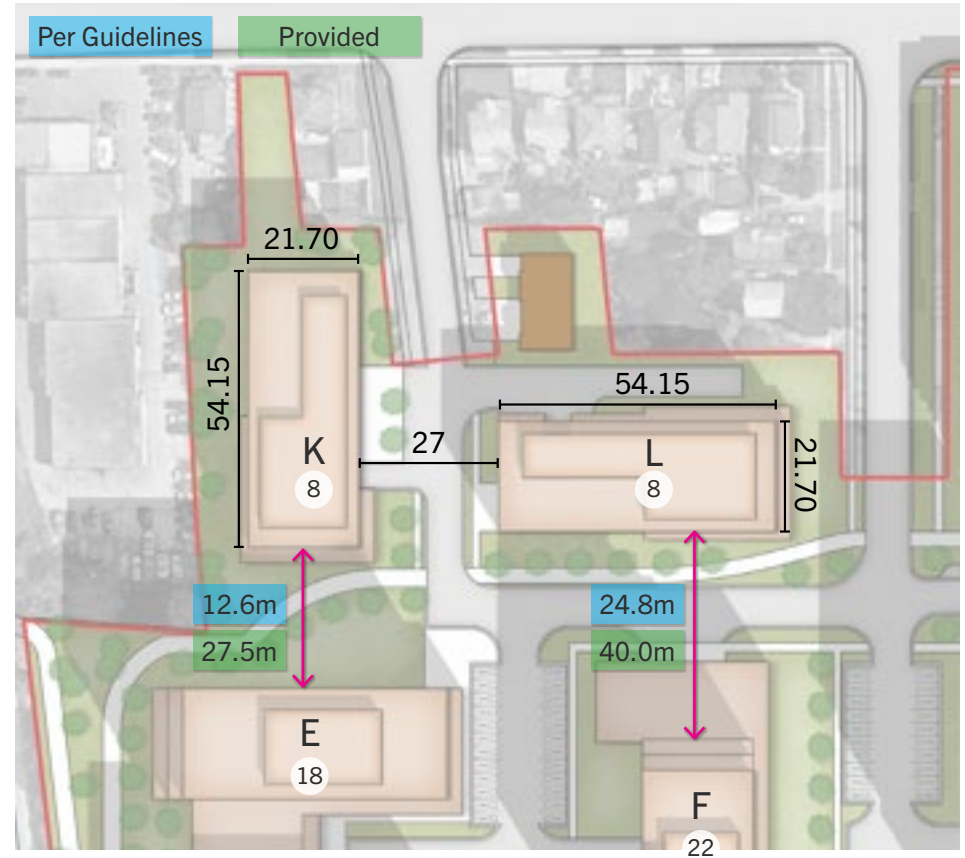 Per Guidelines
Provided
21.70
54.15
54.15
K
8
27
L
8
21.70
12.6m
27.5m
24.8m
40.0m
E
18
F
22